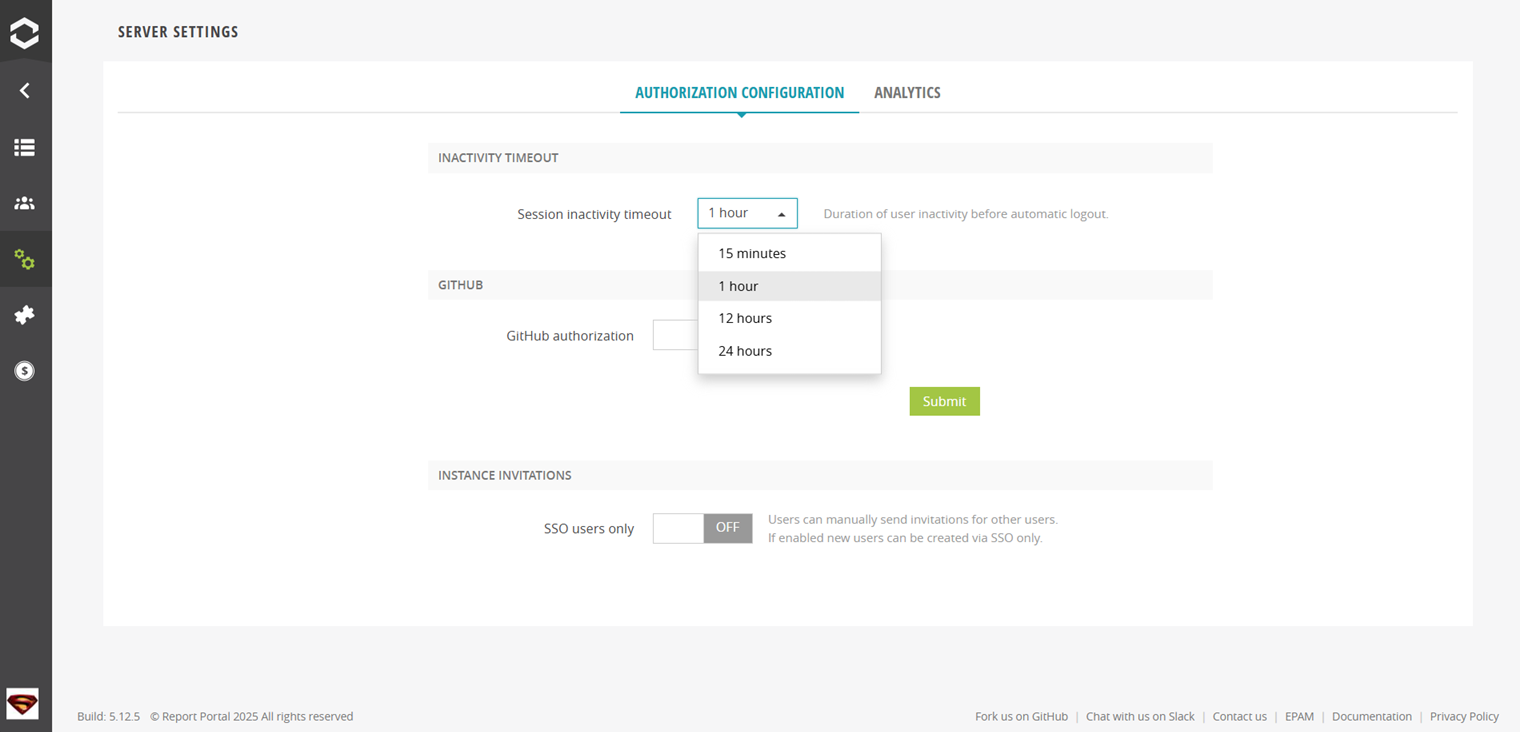 SERVER SETTINGS
AUTHORIZATION CONFIGURATION
ANALYTICS
INACTIVITY TIMEOUT
Session inactivity timeout
1 hour
Duration of user inactivity before automatic logout.
15 minutes
1 hour
12 hours
24 hours
GITHUB
GitHub authorization
Submit
INSTANCE INVITATIONS
SSO users only
OFF
Users can manually send invitations for other users.
If enabled new users can be created via SSO only.
Build: 5.12.5 © Report Portal 2025 All rights reserved
Fork us on GitHub | Chat with us on Slack | Contact us | EPAM | Documentation | Privacy Policy